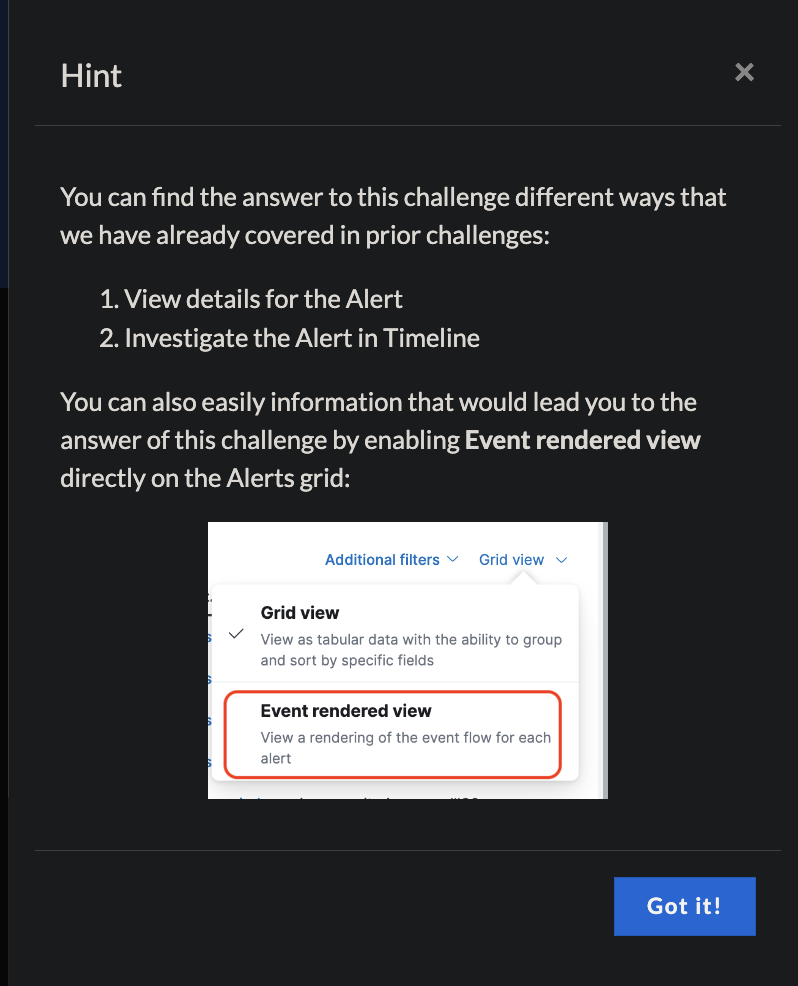 Hint
You can find the answer to this challenge different ways that
we have already covered in prior challenges:
1. View details for the Alert
2. Investigate the Alert in Timeline
You can also easily information that would lead you to the
answer of this challenge by enabling Event rendered view
directly on the Alerts grid:
Additional filters Grid view
Grid view
View as tabular data with the ability to group
and sort by specific fields
Event rendered view
View a rendering of the event flow for each
alert
Got it!